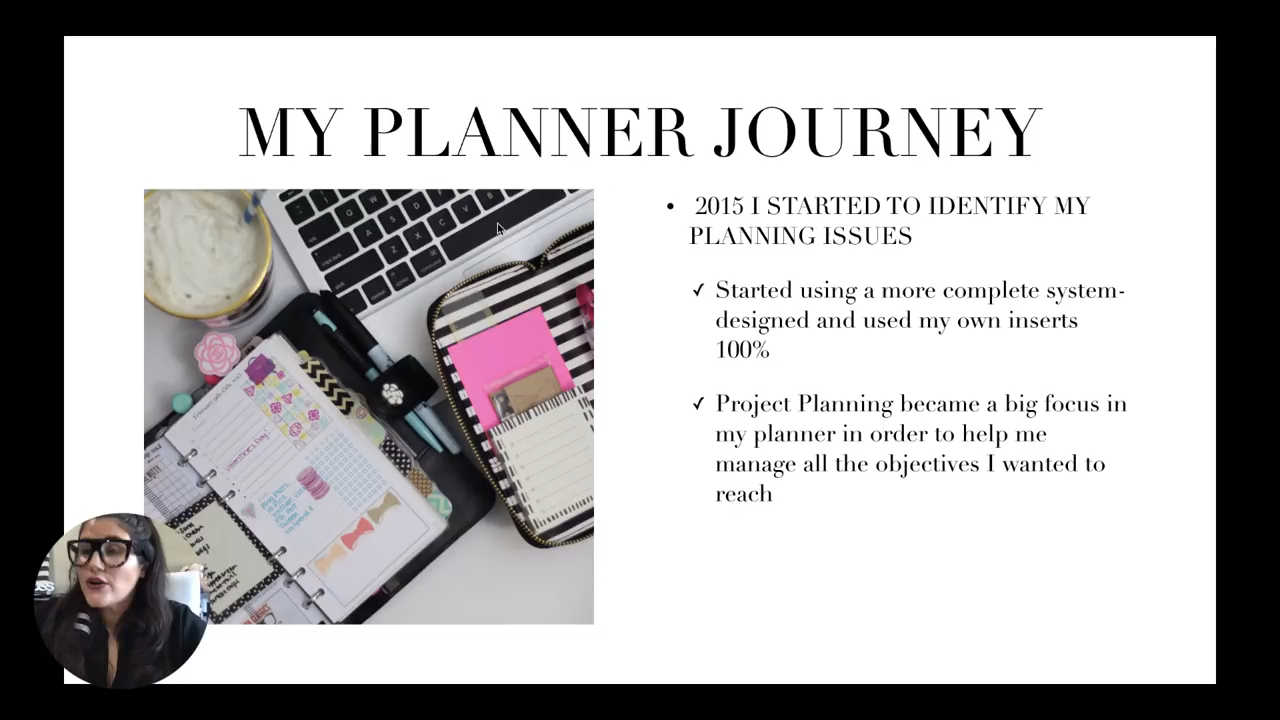 MY PLANNER JOURNEY
• 2015 I STARTED TO IDENTIFY MY
PLANNING ISSUES
✓ Started using a more complete system-
designed and used my own inserts
100%
✓ Project Planning became a big focus in
my planner in order to help me
manage all the objectives I wanted to
reach